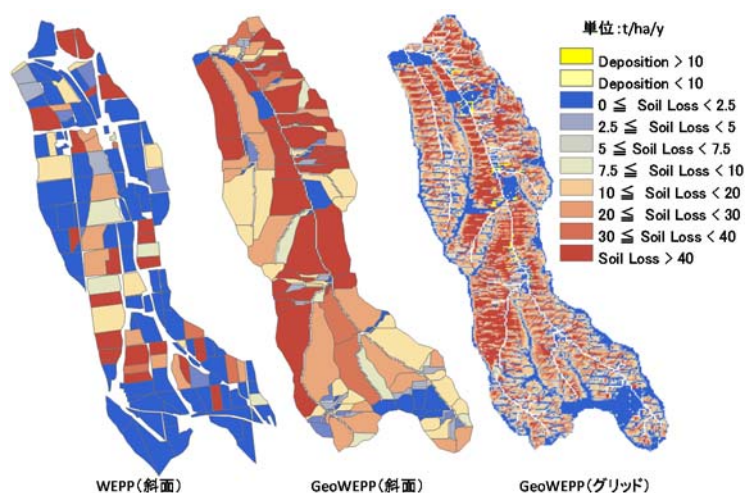 単位:t/ha/y
Deposition > 10
Deposition < 10
0 ≦ Soil Loss < 2.5
2.5 ≦ Soil Loss < 5
5 ≦ Soil Loss < 7.5
7.5 ≦ Soil Loss < 10
10 ≦ Soil Loss < 20
20 ≦ Soil Loss < 30
30 ≦ Soil Loss < 40
Soil Loss > 40
WEPP(斜面)
GeoWEPP(斜面)
GeoWEPP(グリッド)